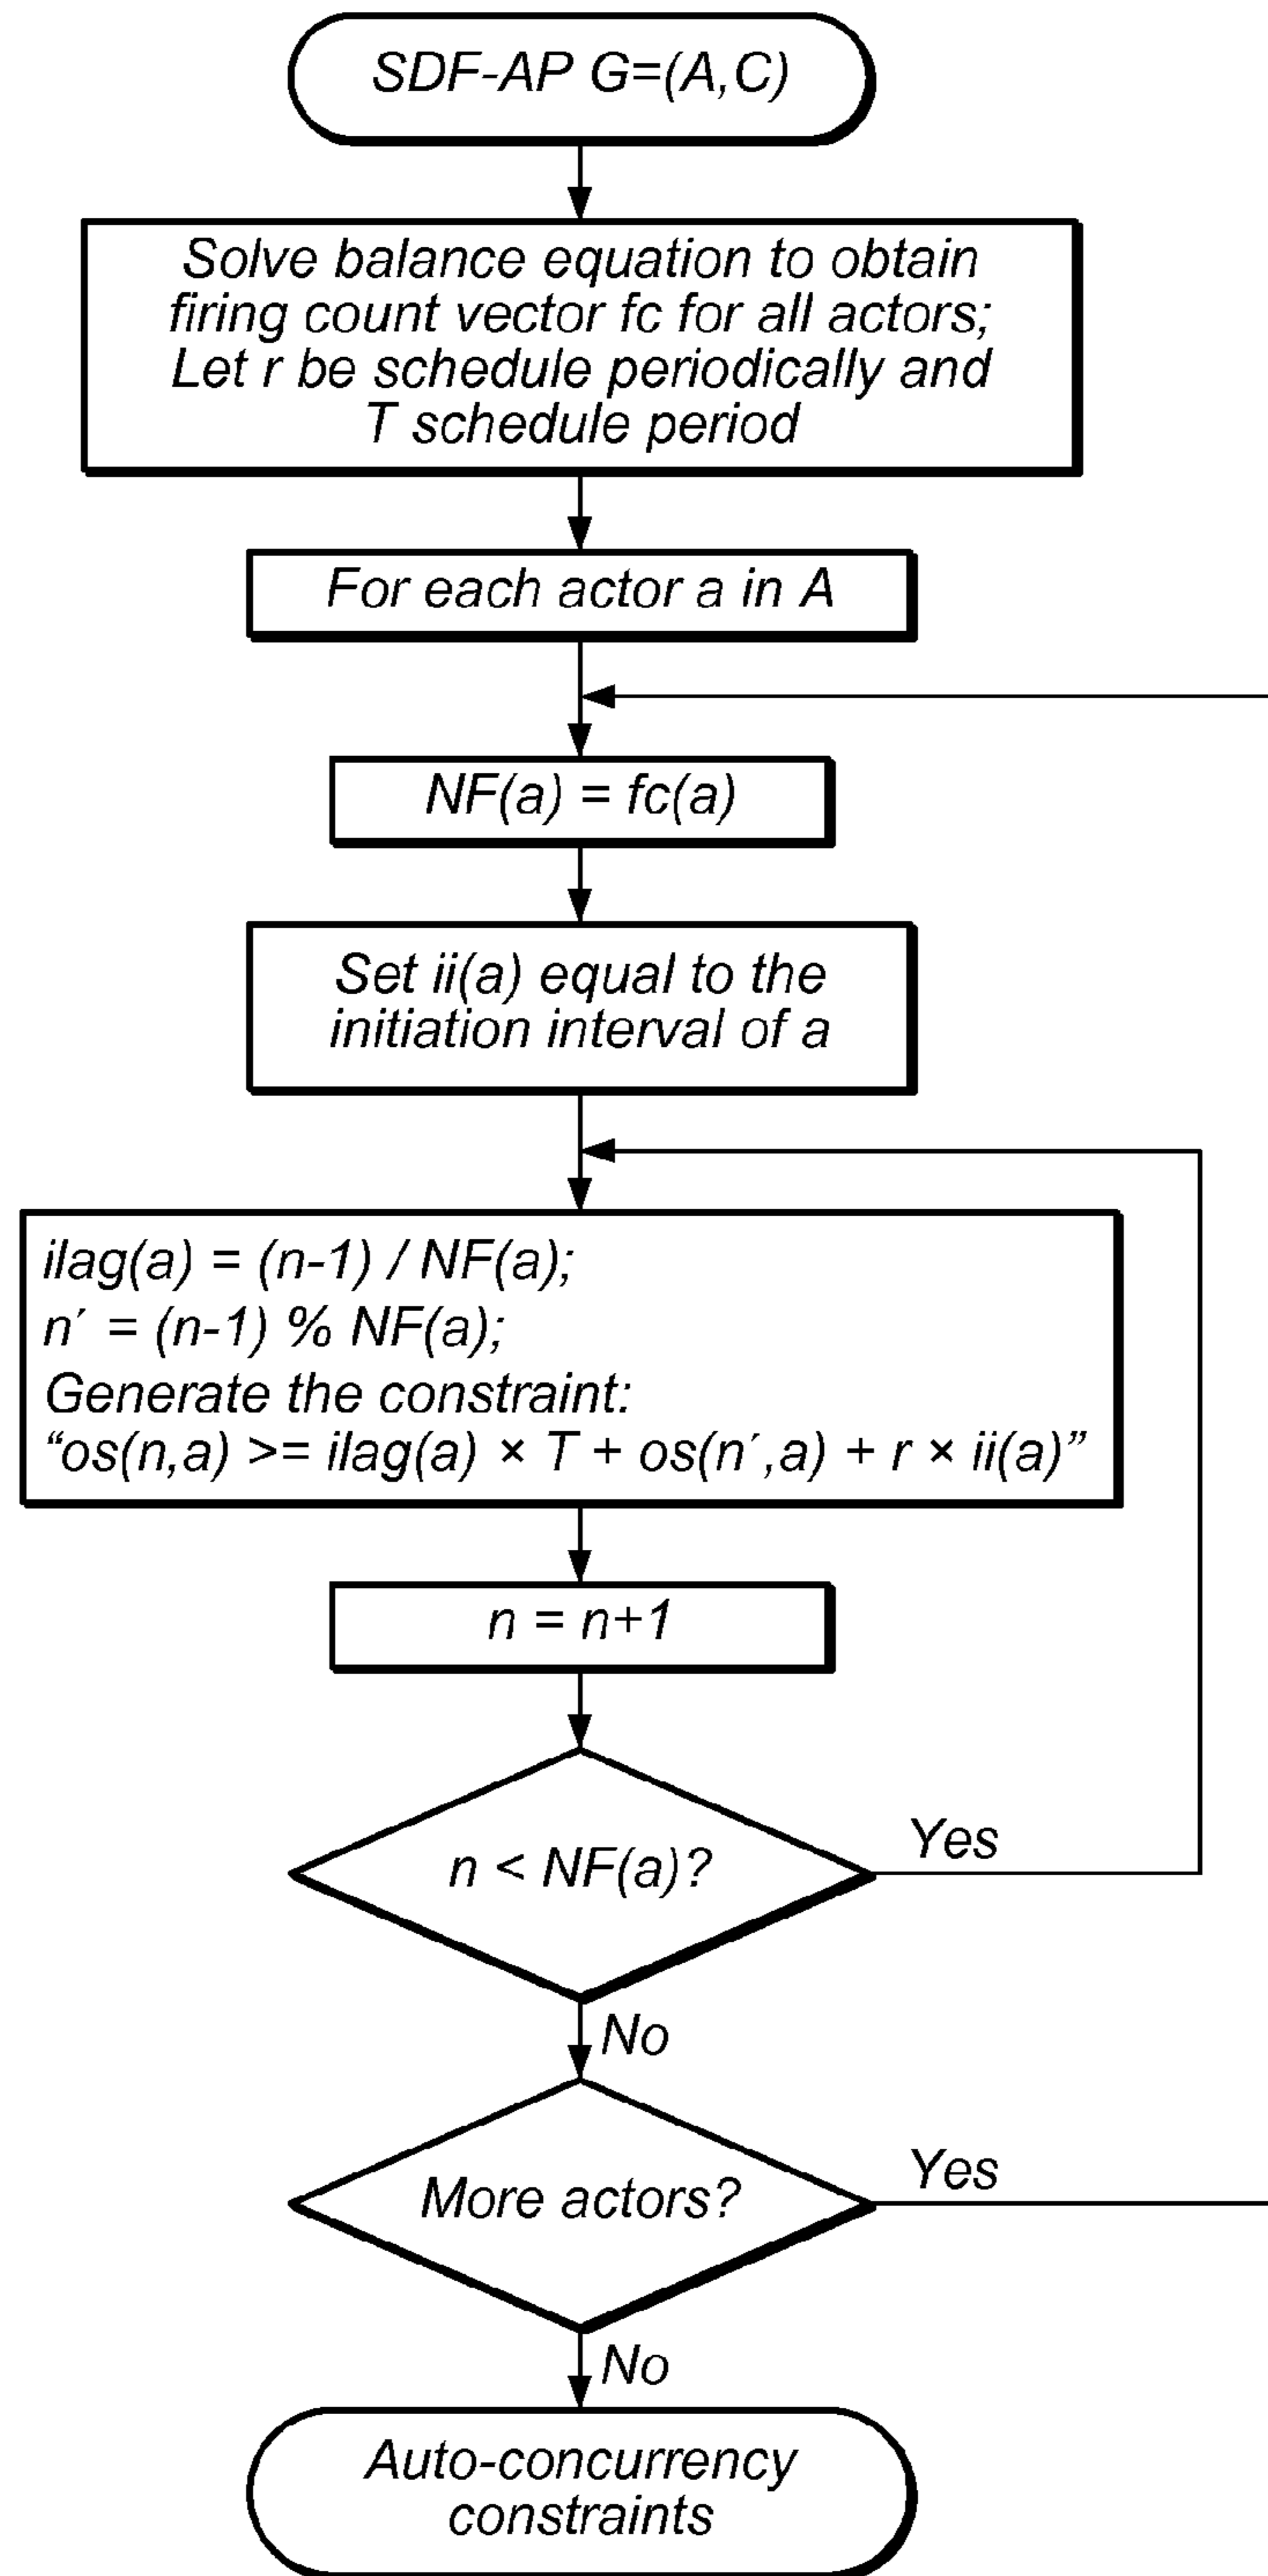 SDF-AP G=(A,C)
Solve balance equation to obtain
firing count vector fc for all actors;
Let r be schedule periodically and
T schedule period
For each actor a in A
NF(a) = fc(a)
Set ii(a) equal to the
initiation interval of a
ilag(a) = (n-1) / NF(a);
n′ = (n-1) % NF(a);
Generate the constraint:
“os(n,a) >= ilag(a) × T + os(n′,a) + r × ii(a)”
n = n+1
n < NF(a)?
Yes
No
More actors?
Yes
No
Auto-concurrency
constraints